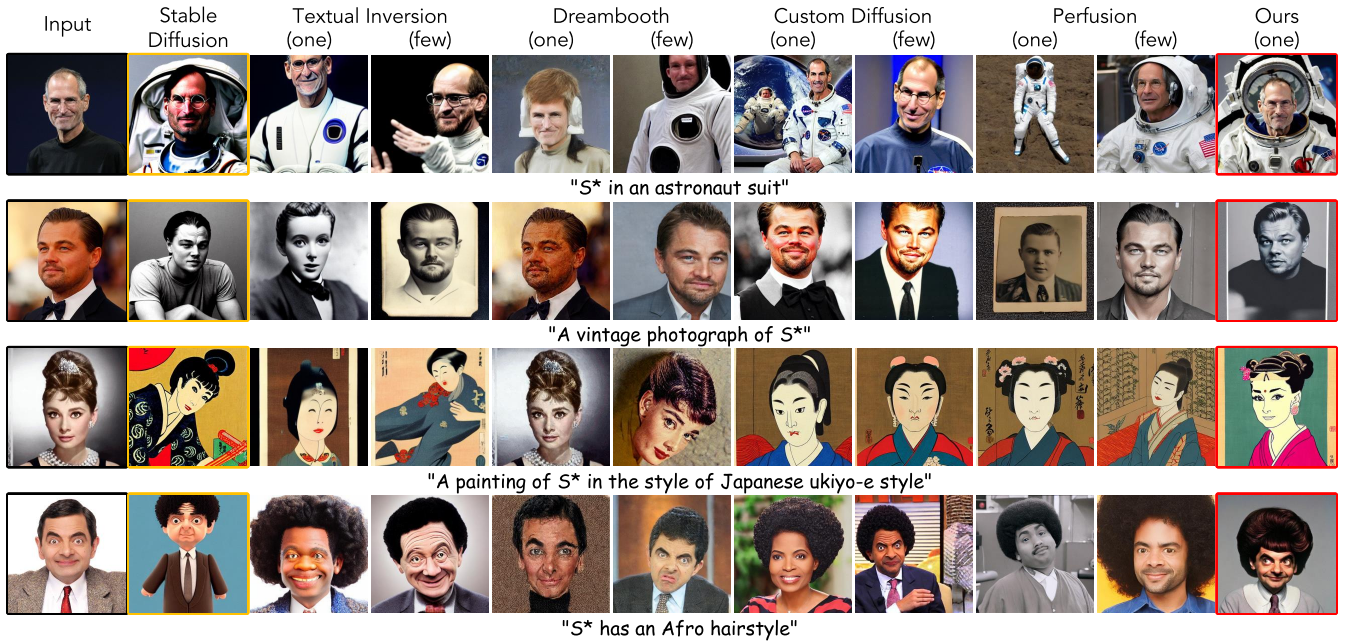 Input
Stable
Diffusion
Textual Inversion
(one) (few)
Dreambooth
(one) (few)
Custom Diffusion
(one) (few)
Perfusion
(one) (few)
Ours
(one)
"S* in an astronaut suit"
"A vintage photograph of S*"
"A painting of S* in the style of Japanese ukiyo-e style"
"S* has an Afro hairstyle"